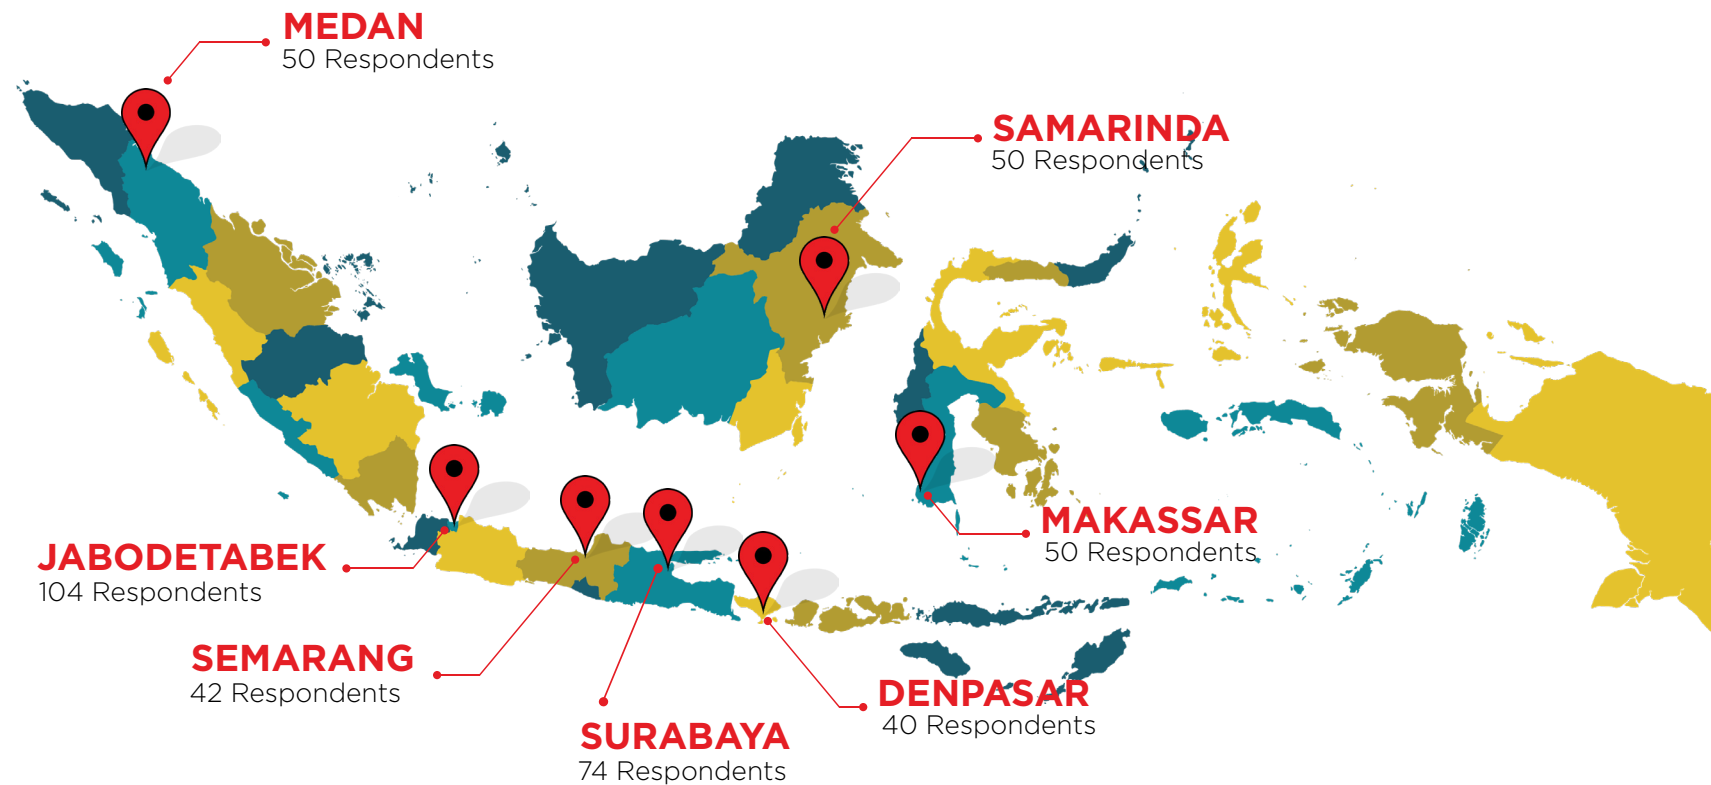 MEDAN
50 Respondents
SAMARINDA
50 Respondents
MAKASSAR
50 Respondents
JABODETABEK
104 Respondents
SEMARANG
42 Respondents
DENPASAR
40 Respondents
SURABAYA
74 Respondents